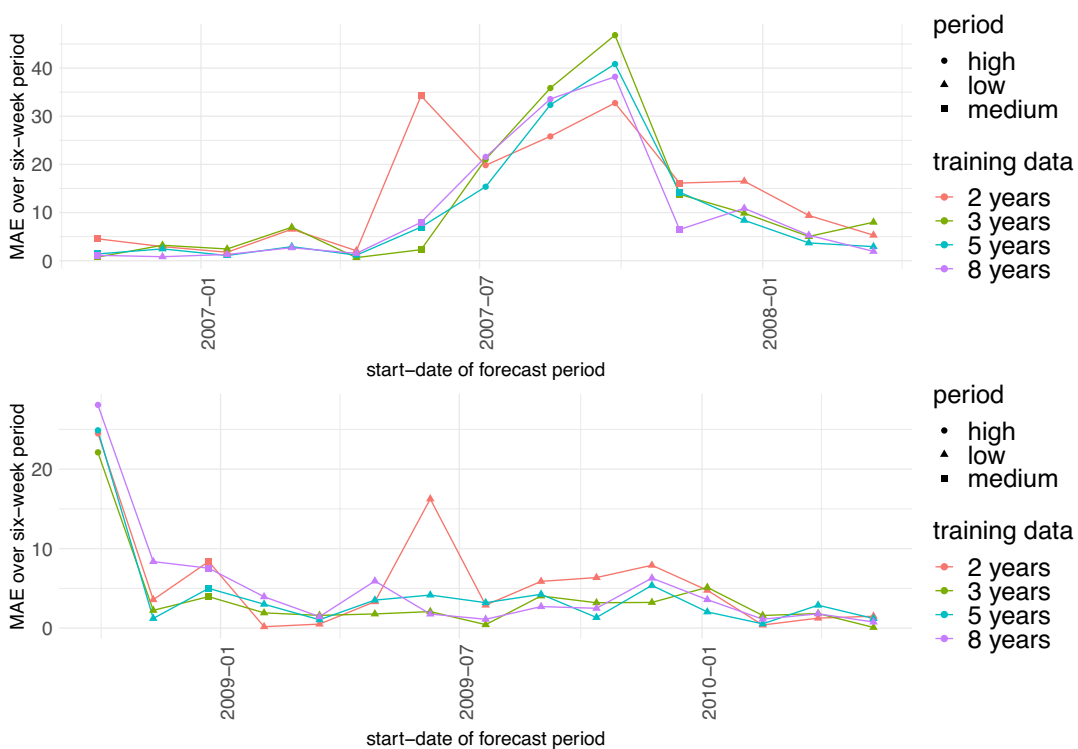 MAE over six−week period
40
30
20
10
0
2007−01
2007−07
2008−01
start−date of forecast period
period
high
low
medium
training data
2 years
3 years
5 years
8 years
MAE over six−week period
20
10
0
2009−01
2009−07
2010−01
start−date of forecast period
period
high
low
medium
training data
2 years
3 years
5 years
8 years